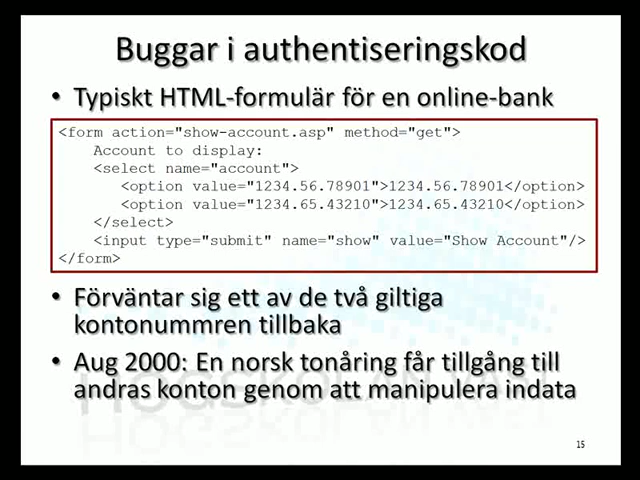 Buggar i authentiseringskod
• Typiskt HTML-formulär för en online-bank
<form action="show-account.asp" method="get">
Account to display:
<select name="account">
<option value="1234.56.78901">1234.56.78901</option>
<option value="1234.65.43210">1234.65.43210</option>
</select>
<input type="submit" name="show" value="Show Account"/>
</form>
• Förväntar sig ett av de två giltiga
kontonummren tillbaka
• Aug 2000: En norsk tonåring får tillgång till
andras konton genom att manipulera indata
15